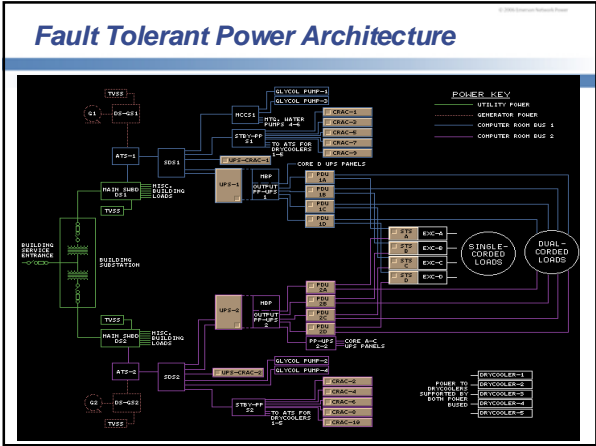 © 2006 Emerson Network Power
Fault Tolerant Power Architecture
TVSS
G1
DS-GS1
ATS-1
SDS1
MCCS1
GLYCOL PUMP-1
GLYCOL PUMP-3
MTG. WATER
PUMPS 4-6
STBY-PP
S1
CRAC-1
CRAC-3
CRAC-5
CRAC-7
CRAC-9
TO ATS FOR
DRYCOOLERS
1-5
UPS-CRAC-1
CORE D UPS PANELS
POWER KEY
UTILITY POWER
GENERATOR POWER
COMPUTER ROOM BUS 1
COMPUTER ROOM BUS 2
MAIN SWBD
DS1
MISC.
BUILDING
LOADS
TVSS
UPS-1
MBP
OUTPUT
PP-UPS
1
PDU
1A
PDU
1B
PDU
1C
PDU
1D
BUILDING
SERVICE
ENTRANCE
BUILDING
SUBSTATION
STS
A
EXC-A
STS
B
EXC-B
STS
C
EXC-C
STS
D
EXC-D
SINGLE-
CORDED
LOADS
DUAL-
CORDED
LOADS
TVSS
MAIN SWBD
DS2
MISC.
BUILDING
LOADS
UPS-2
MBP
OUTPUT
PP-UPS
2
PDU
2A
PDU
2B
PDU
2C
PDU
2D
PP-UPS
2-2
CORE A-C
UPS PANELS
ATS-2
SDS2
UPS-CRAC-2
GLYCOL PUMP-2
GLYCOL PUMP-4
G2
DS-GS2
TVSS
STBY-PP
S2
CRAC-2
CRAC-4
CRAC-6
CRAC-8
CRAC-10
TO ATS FOR
DRYCOOLERS
1-5
POWER TO
DRYCOOLERS
SUPPORTED BY
BOTH POWER
BUSED
DRYCOOLER-1
DRYCOOLER-2
DRYCOOLER-3
DRYCOOLER-4
DRYCOOLER-5